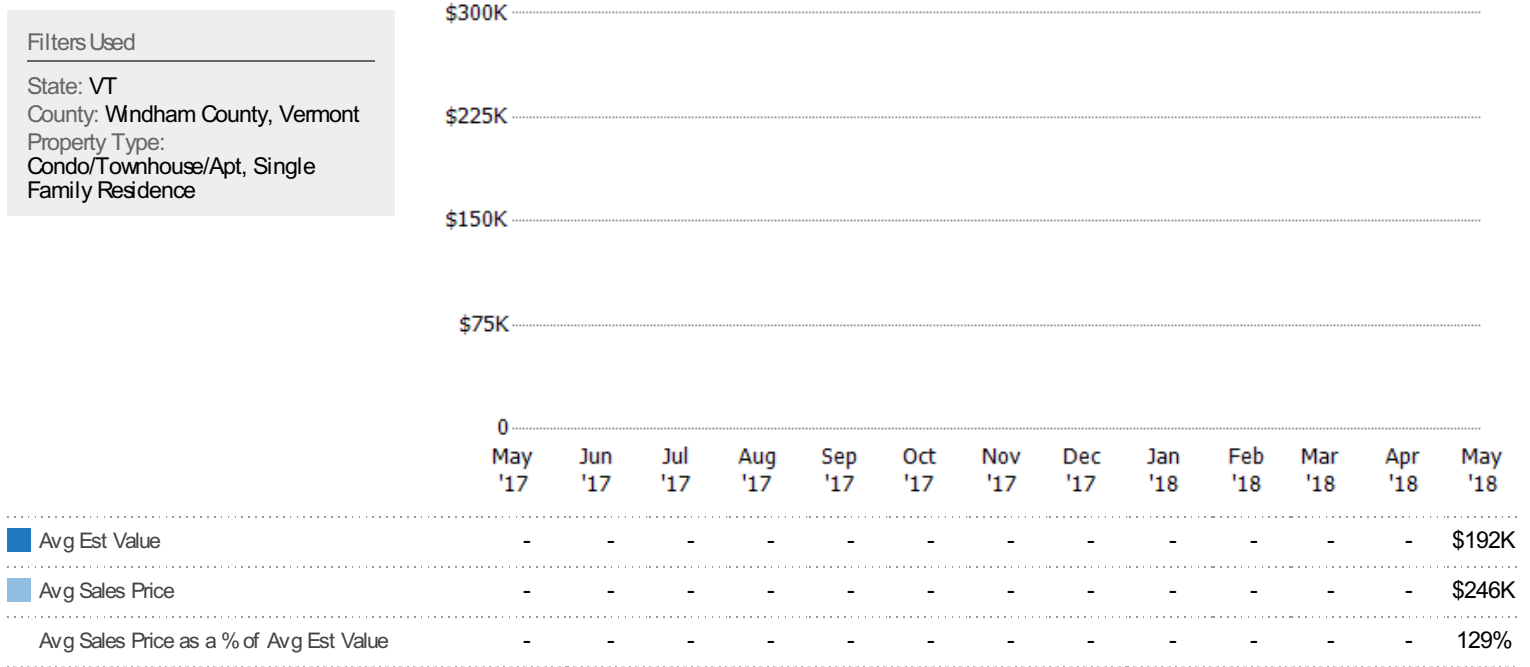 Filters Used
State: VT
County: Windham County, Vermont
Property Type:
Condo/Townhouse/Apt, Single
Family Residence
$300K
$225K
$150K
$75K
0
May Jun Jul Aug Sep Oct Nov Dec Jan Feb Mar Apr May
'17 '17 '17 '17 '17 '17 '17 '17 '18 '18 '18 '18 '18
Avg Est Value - - - - - - - - - - - - $192K
Avg Sales Price - - - - - - - - - - - - $246K
Avg Sales Price as a % of Avg Est Value - - - - - - - - - - - - 129%